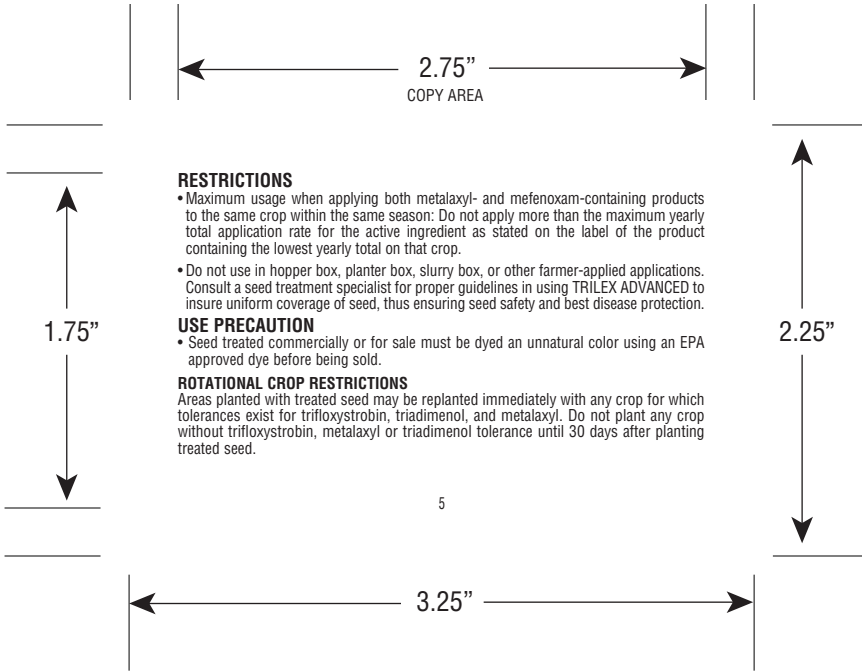 2.75”
COPY AREA
RESTRICTIONS
• Maximum usage when applying both metalaxyl- and mefenoxam-containing products
to the same crop within the same season: Do not apply more than the maximum yearly
total application rate for the active ingredient as stated on the label of the product
containing the lowest yearly total on that crop.
• Do not use in hopper box, planter box, slurry box, or other farmer-applied applications.
Consult a seed treatment specialist for proper guidelines in using TRILEX ADVANCED to
insure uniform coverage of seed, thus ensuring seed safety and best disease protection.
USE PRECAUTION
• Seed treated commercially or for sale must be dyed an unnatural color using an EPA
approved dye before being sold.
ROTATIONAL CROP RESTRICTIONS
Areas planted with treated seed may be replanted immediately with any crop for which
tolerances exist for trifloxystrobin, triadimenol, and metalaxyl. Do not plant any crop
without trifloxystrobin, metalaxyl or triadimenol tolerance until 30 days after planting
treated seed.
1.75”
2.25”
5
3.25”